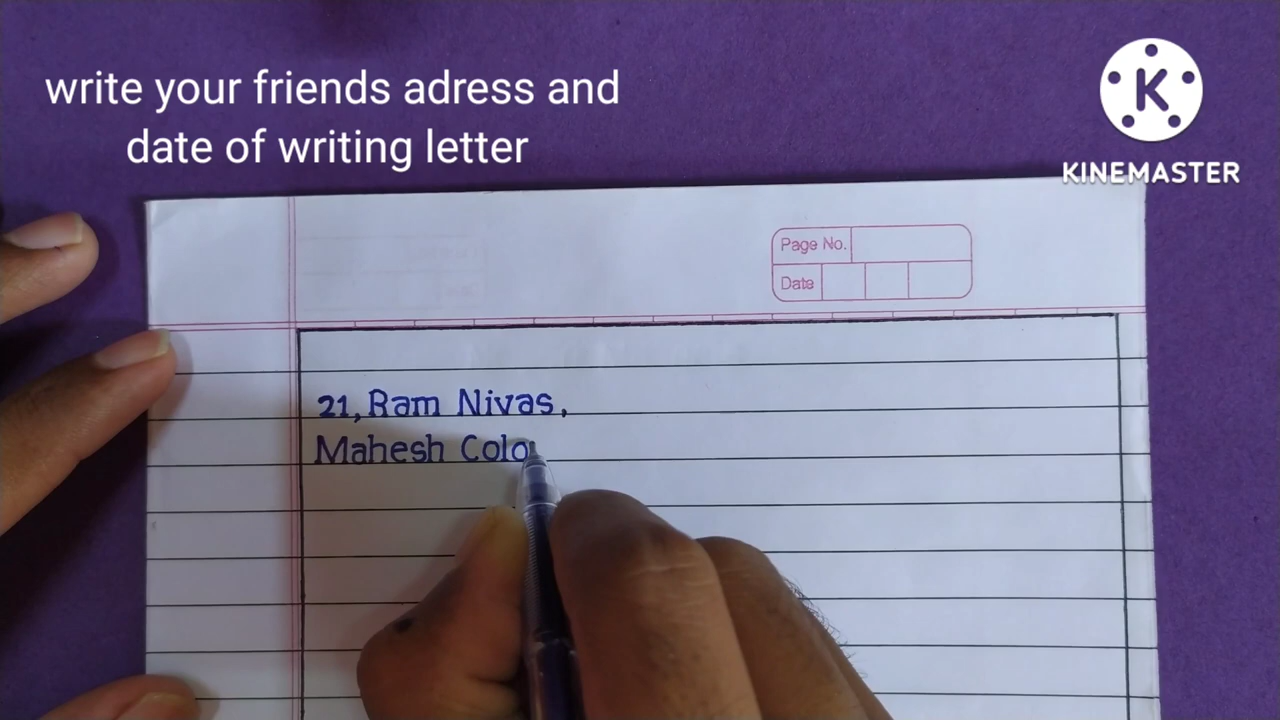 write your friends adress and
date of writing letter
K
KINEMASTER
Page No.
Date
21, Ram Nivas,
Mahesh Colo